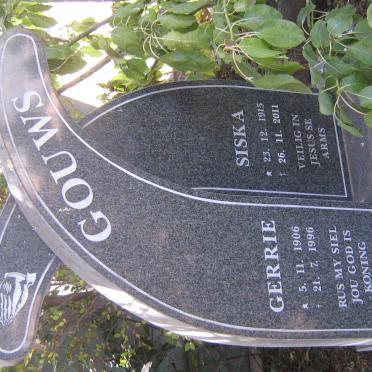 GOUWS
GERRIE
* 5. 11. 1906
† 21. 7. 1996
RUS MY SIEL
JOU GOD IS
KONING
SISKA
* 23. 12. 1915
† 26. 11. 2011
VEILIG IN
JESUS SE
ARMS